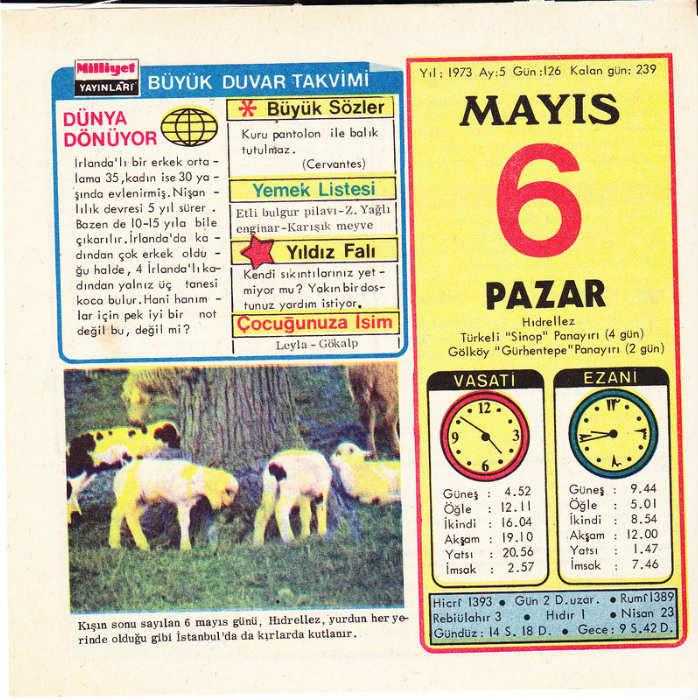 Milliyet
YAYINLARI
BÜYÜK DUVAR TAKVİMİ
DÜNYA
DÖNÜYOR
İrlanda'lı bir erkek orta -
lama 35,kadın ise 30 ya -
şında evlenirmiş. Nişan -
lılık devresi 5 yıl sürer .
Bazen de 10-15 yıla bile
çıkarılır. İrlanda'da ka -
dından çok erkek oldu -
ğu halde, 4 İrlanda'lı ka-
dından yalnız üç tanesi
koca bulur. Hani hanım -
lar için pek iyi bir not
değil bu, değil mi?
Büyük Sözler
Kuru pantolon ile balık
tutulmaz.
(Cervantes)
Yemek Listesi
Etli bulgur pilavı-Z. Yağlı
enginar-Karışık meyve
Yıldız Falı
Kendi sıkıntılarınız yet -
miyor mu? Yakın bir dos-
tunuz yardım istiyor.
Çocuğunuza İsim
Leyla - Gökalp
Kışın sonu sayılan 6 mayıs günü, Hıdrellez, yurdun her ye-
rinde olduğu gibi İstanbul'da da kırlarda kutlanır.
Yıl: 1973 Ay:5 Gün:126 Kalan gün: 239
MAYIS
6
PAZAR
Hıdrellez
Türkeli "Sinop" Panayırı (4 gün)
Gölköy "Gürhentepe"Panayırı (2 gün)
VASATİ
12
3
6
9
Güneş : 4.52
Öğle : 12.11
İkindi : 16.04
Akşam : 19.10
Yatsı : 20.56
İmsak : 2.57
EZANİ
١٢
٨
Güneş : 9.44
Öğle : 5.01
İkindi : 8.54
Akşam : 12.00
Yatsı : 1.47
İmsak : 7.46
Hicrî 1393 • Gün 2 D.uzar. • Rumî 1389
Rebiülahir 3 • Hıdır 1 • Nisan 23
Gündüz: 14 S. 18 D. • Gece: 9 S. 42 D.